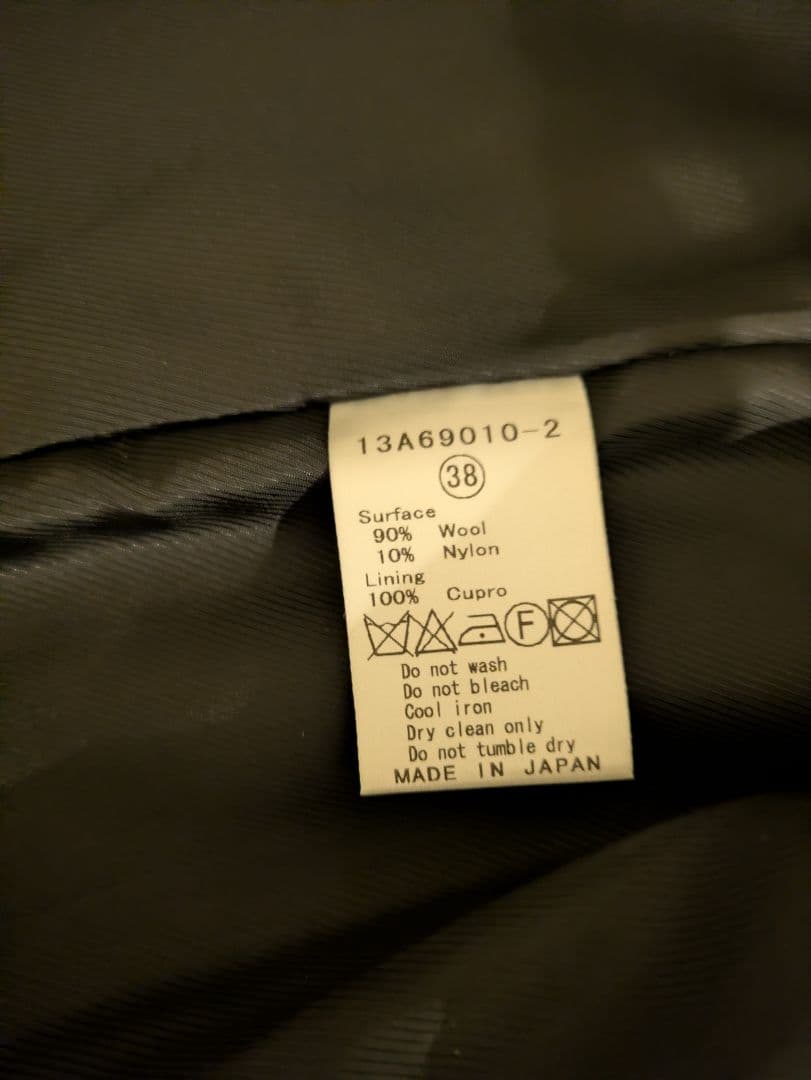 13A69010-2
38
Surface
90% Wool
10% Nylon
Lining
100% Cupro
F
Do not wash
Do not bleach
Cool iron
Dry clean only
Do not tumble dry
MADE IN JAPAN